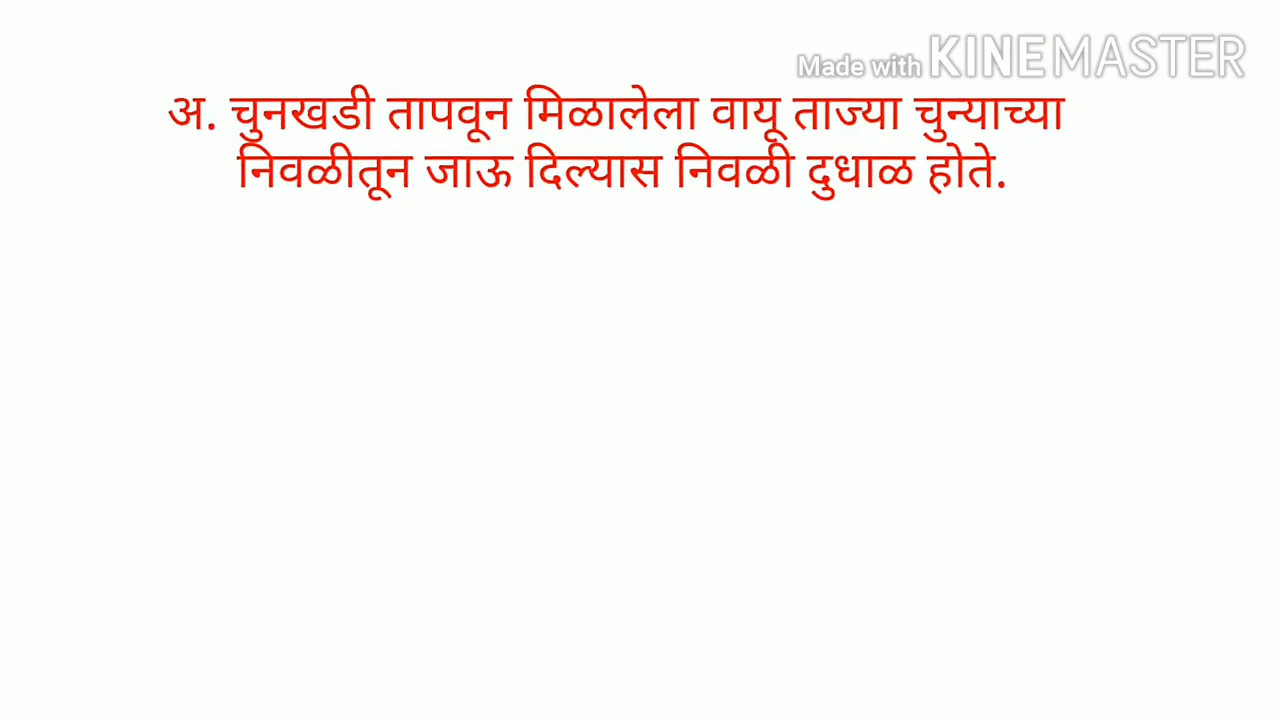 Made with KINEMASTER
अ. चुनखडी तापवून मिळालेला वायू ताज्या चुन्याच्या
निवळीतून जाऊ दिल्यास निवळी दुधाळ होते.